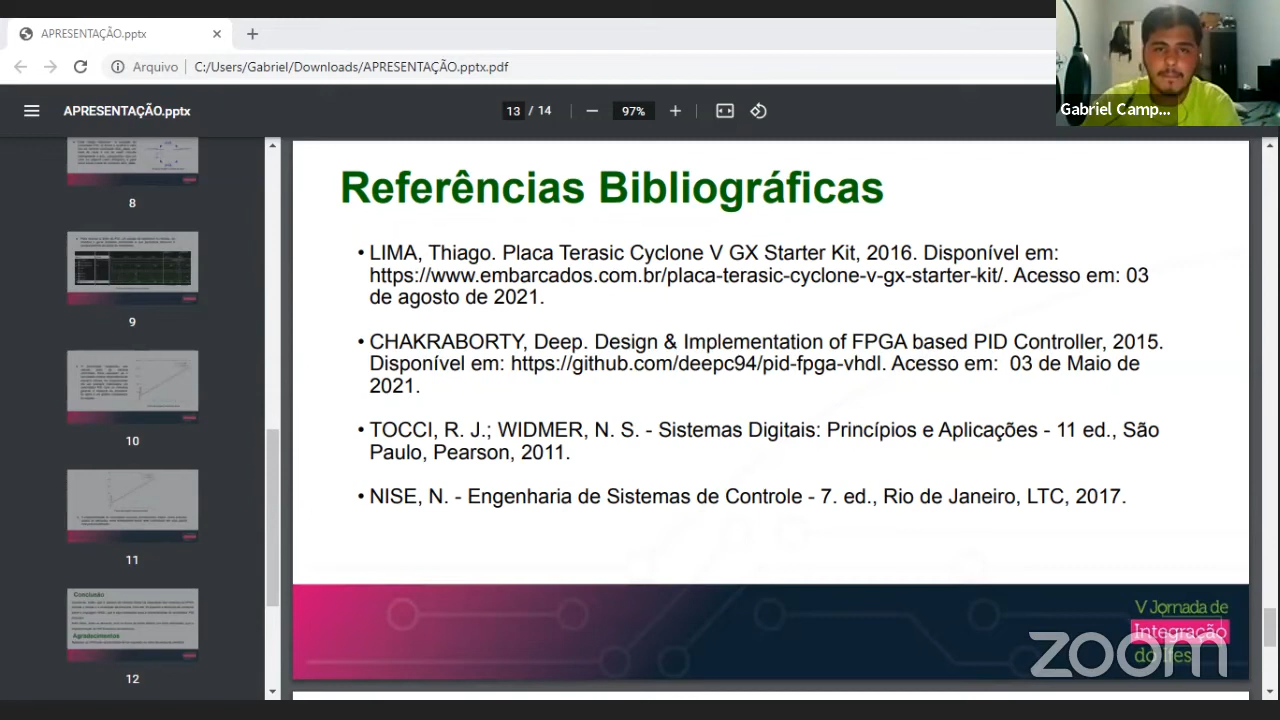 APRESENTAÇÃO.pptx
Arquivo
C:/Users/Gabriel/Downloads/APRESENTAÇÃO.pptx.pdf
APRESENTAÇÃO.pptx
13 / 14
97%
Gabriel Camp...
8
9
10
11
Conclusão
Agradecimentos
12
Referências Bibliográficas
• LIMA, Thiago. Placa Terasic Cyclone V GX Starter Kit, 2016. Disponível em:
https://www.embarcados.com.br/placa-terasic-cyclone-v-gx-starter-kit/. Acesso em: 03
de agosto de 2021.
• CHAKRABORTY, Deep. Design & Implementation of FPGA based PID Controller, 2015.
Disponível em: https://github.com/deepc94/pid-fpga-vhdl. Acesso em: 03 de Maio de
2021.
• TOCCI, R. J.; WIDMER, N. S. - Sistemas Digitais: Princípios e Aplicações - 11 ed., São
Paulo, Pearson, 2011.
• NISE, N. - Engenharia de Sistemas de Controle - 7. ed., Rio de Janeiro, LTC, 2017.
V Jornada de
Integração
do Ifes
zoom